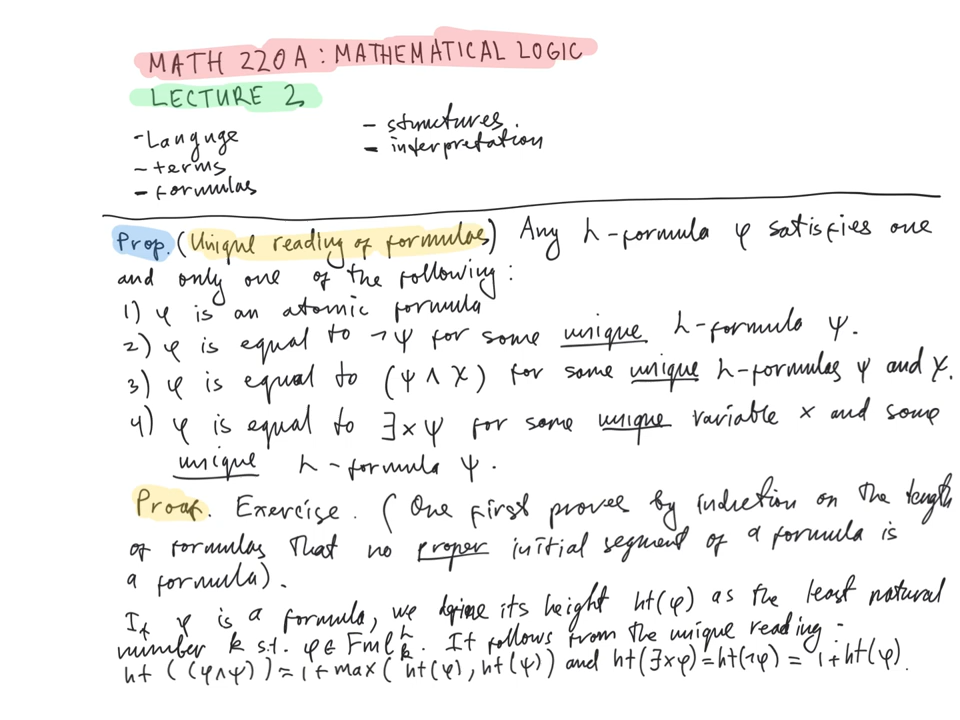 MATH 220A : MATHEMATICAL LOGIC
LECTURE 2
- Languge
- terms
- formulas
- structures
- interpretation
Prop. (Unique reading of formulas) Any L-formula φ satisfies one
and only one of the following:
1) φ is an atomic formula
2) φ is equal to ¬ψ for some unique L-formula ψ.
3) φ is equal to (ψ ∧ χ) for some unique L-formulas ψ and χ.
4) φ is equal to ∃xψ for some unique variable x and some
unique L-formula ψ.
Proof. Exercise. (One first proves by induction on the length
of formulas that no proper initial segment of a formula is
a formula).
If φ is a formula, we define its height ht(φ) as the least natural
number k s.t. φ ∈ Fml_k^L. It follows from the unique reading:
ht((φ∧ψ)) = 1 + max(ht(φ), ht(ψ)) and ht(∃xφ) = ht(¬φ) = 1 + ht(φ).